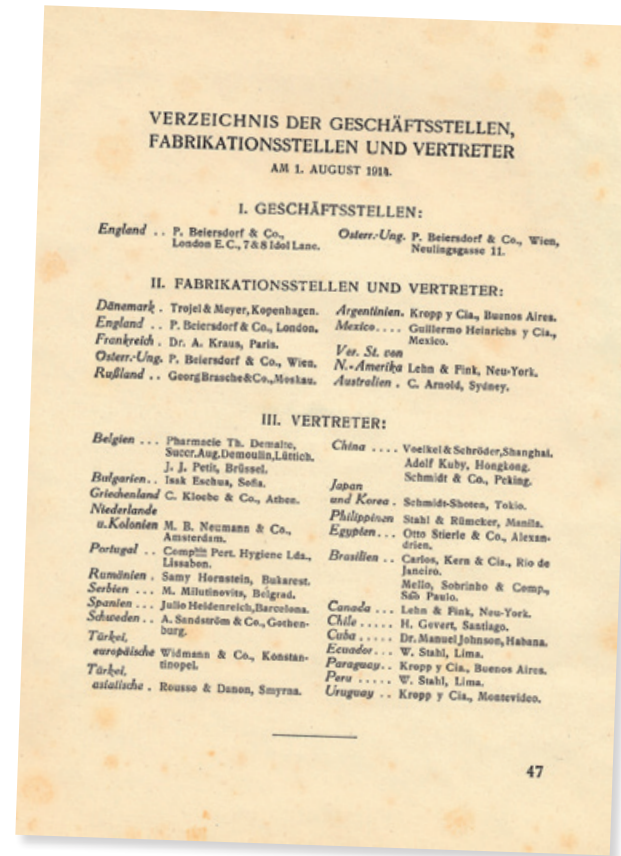 VERZEICHNIS DER GESCHÄFTSSTELLEN,
FABRIKATIONSSTELLEN UND VERTRETER
AM 1. AUGUST 1914.
I. GESCHÄFTSSTELLEN:
England .. P. Beiersdorf & Co.,
London E.C., 7 & 8 Idol Lane.
Österr.-Ung. P. Beiersdorf & Co., Wien,
Neulingsgasse 11.
II. FABRIKATIONSSTELLEN UND VERTRETER:
Dänemark . Trojel & Meyer, Kopenhagen.
England .. P. Beiersdorf & Co., London.
Frankreich . Dr. A. Kraus, Paris.
Österr.-Ung. P. Beiersdorf & Co., Wien.
Rußland .. Georg Brasche & Co., Moskau.
Argentinien. Kropp y Cia., Buenos Aires.
Mexico.... Guillermo Heinrichs y Cia.,
Mexico.
Ver. St. von
N.-Amerika Lehn & Fink, Neu-York.
Australien . C. Arnold, Sydney.
III. VERTRETER:
Belgien ... Pharmacie Th. Demalte,
Succr. Aug. Demoulin, Lüttich.
J. J. Petit, Brüssel.
Bulgarien.. Isak Eschua, Sofia.
Griechenland C. Kloebe & Co., Athen.
Niederlande
u. Kolonien M. B. Neumann & Co.,
Amsterdam.
Portugal .. Port. Hygiene Lda.,
Lissabon.
Rumänien . Samy Hornstein, Bukarest.
Serbien ... M. Milutinovits, Belgrad.
Spanien ... Julio Heidenreich, Barcelona.
Schweden.. A. Sandström & Co., Gothen-
burg.
Türkei,
europäische Widmann & Co., Konstan-
tinopel.
Türkei,
asiatische . Rousso & Danon, Smyrna.
China .... Voelkel & Schröder, Shanghai.
Adolf Kuby, Hongkong.
Schmidt & Co., Peking.
Japan
und Korea . Schmidt-Shoten, Tokio.
Philippinen Stahl & Rümcker, Manila.
Egypten... Otto Stierle & Co., Alexan-
drien.
Brasilien .. Carlos, Kern & Cia., Rio de
Janeiro.
Mello, Sobrinho & Comp.,
São Paulo.
Canada ... Lehn & Fink, Neu-York.
Chile .... H. Gevert, Santiago.
Cuba ..... Dr. Manuel Johnson, Habana.
Ecuador... W. Stahl, Lima.
Paraguay.. Kropp y Cia., Buenos Aires.
Peru ..... W. Stahl, Lima.
Uruguay .. Kropp y Cia., Montevideo.
47